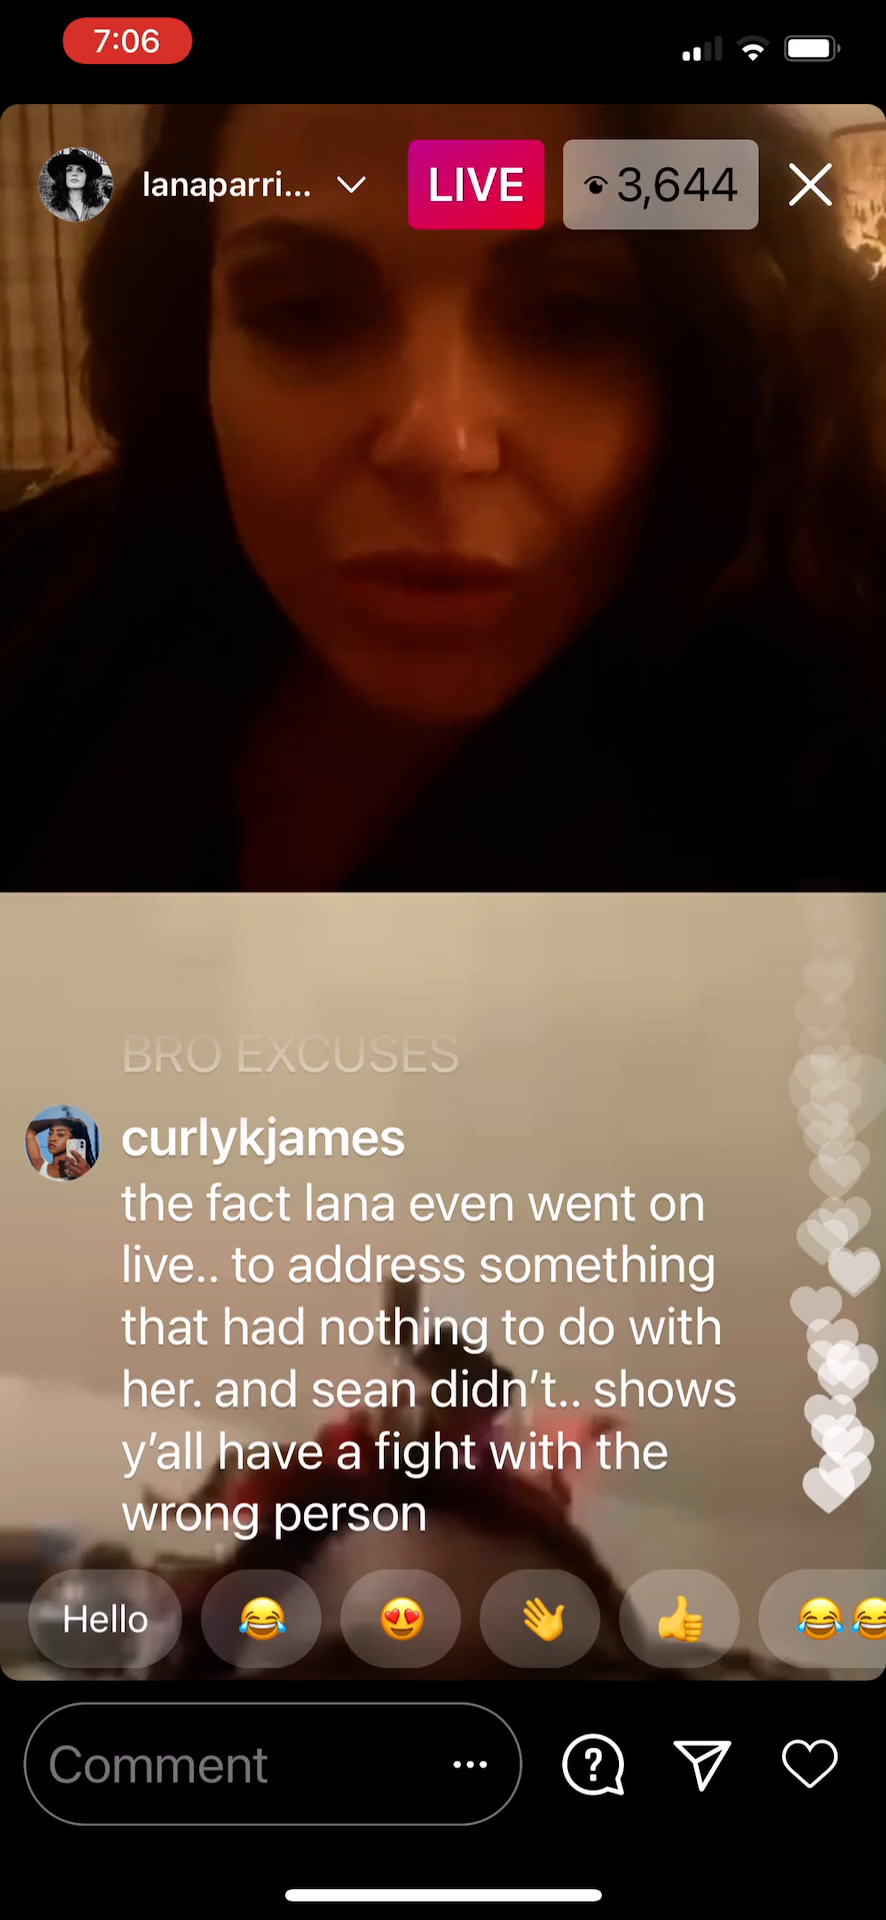 7:06
lanaparri...
LIVE
3,644
BRO EXCUSES
curlykjames
the fact lana even went on
live.. to address something
that had nothing to do with
her. and sean didn’t.. shows
y’all have a fight with the
wrong person
Hello
Comment